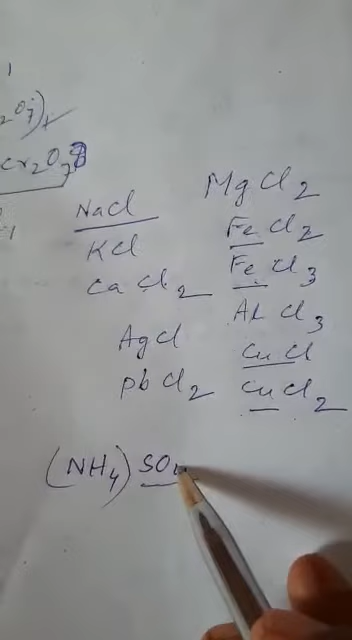 Cr₂O₇
NaCl
KCl
CaCl₂
AgCl
PbCl₂
MgCl₂
FeCl₂
FeCl₃
AlCl₃
CuCl
CuCl₂
(NH₄) SO₄